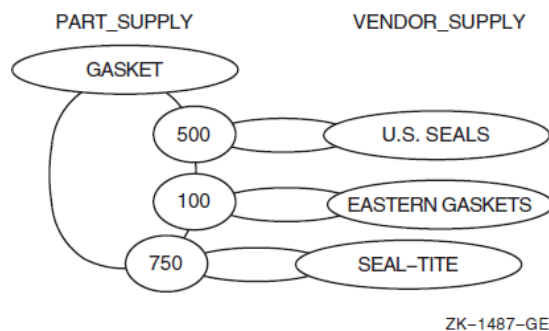 PART_SUPPLY VENDOR_SUPPLY
GASKET
500 U.S. SEALS
100 EASTERN GASKETS
750 SEAL–TITE
ZK–1487–GE